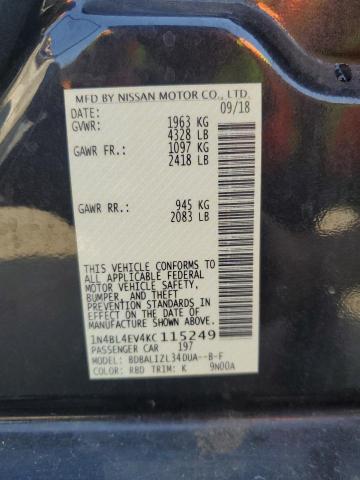 MFD BY NISSAN MOTOR CO., LTD.
DATE: 09/18
GVWR: 1963 KG
4328 LB
GAWR FR.: 1097 KG
2418 LB
GAWR RR.: 945 KG
2083 LB
THIS VEHICLE CONFORMS TO
ALL APPLICABLE FEDERAL
MOTOR VEHICLE SAFETY,
BUMPER, AND THEFT
PREVENTION STANDARDS
IN EFFECT ON THE DATE OF
MANUFACTURE SHOWN ABOVE.
1N4BL4EV4KC 115249
PASSENGER CAR 197
MODEL: BDBALIZL34DUA--B-F
COLOR: RBD TRIM: K 9N00A